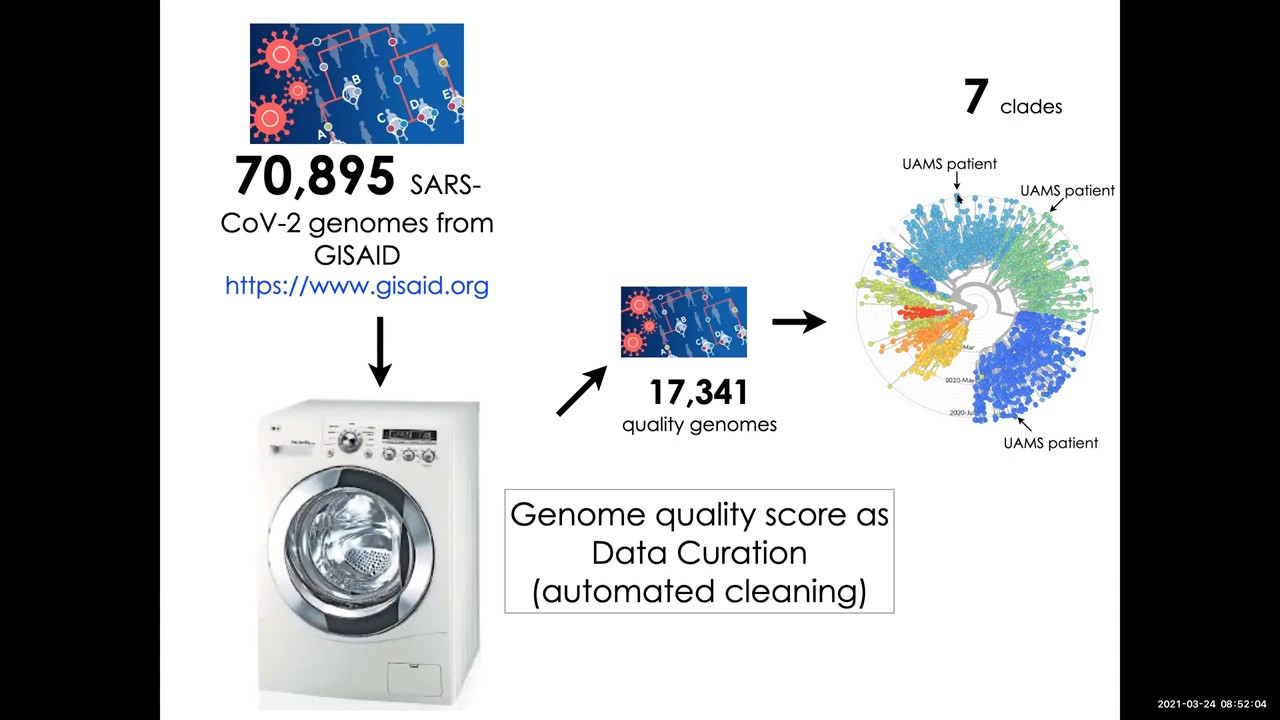 B
A
C
D
E
70,895 SARS-
CoV-2 genomes from
GISAID
https://www.gisaid.org
17,341
quality genomes
Genome quality score as
Data Curation
(automated cleaning)
7 clades
UAMS patient
UAMS patient
Mar
2020-May
UAMS patient
2021-03-24 08:52:04